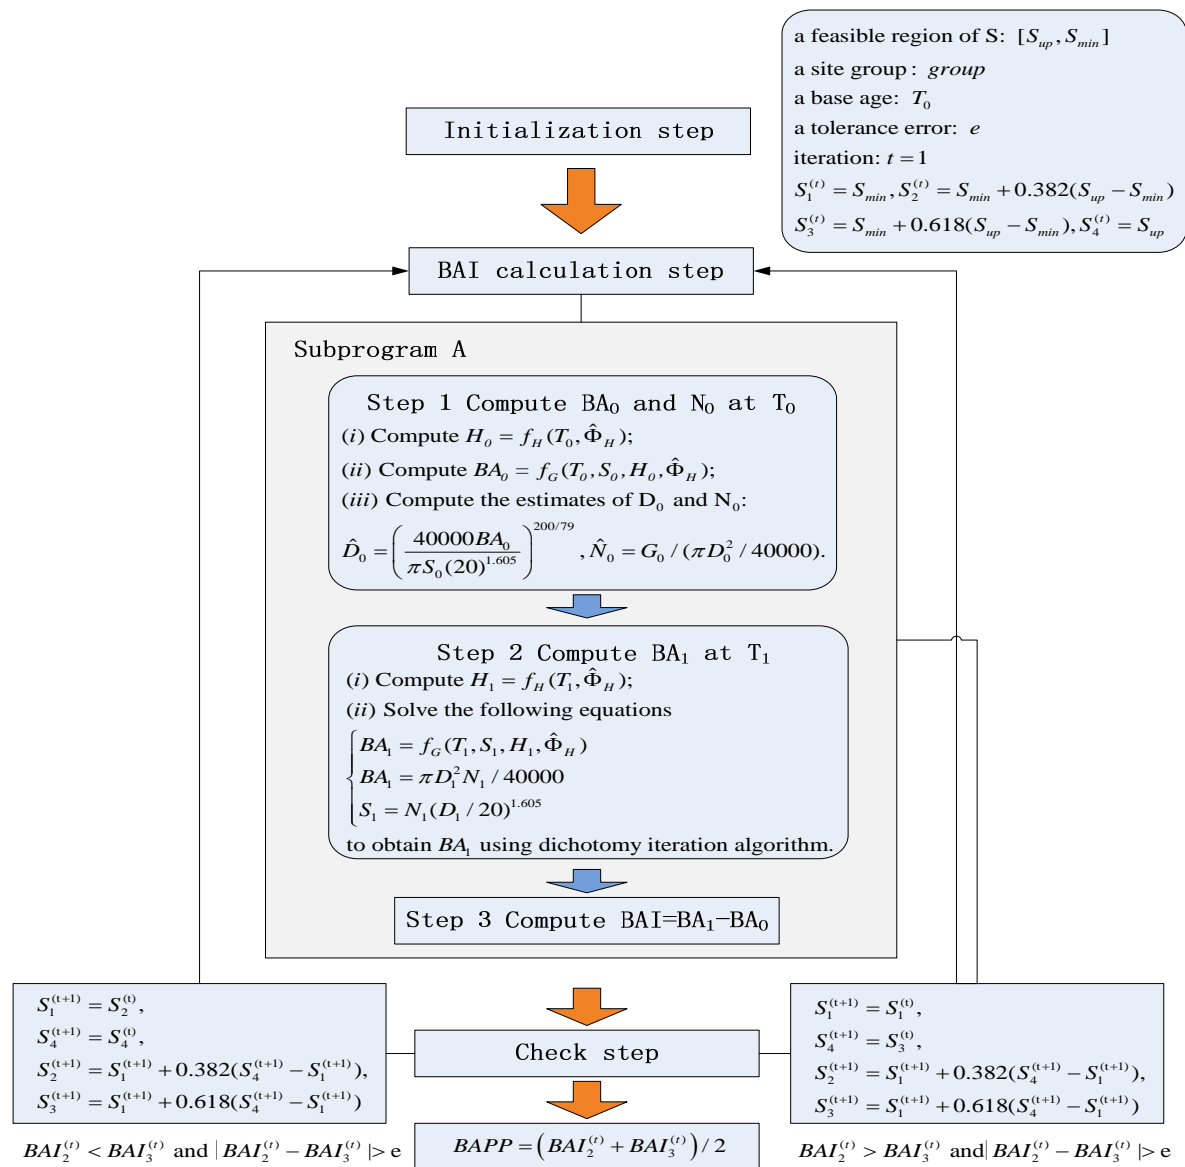 a feasible region of S: [S_up, S_min]
a site group : group
a base age: T_0
a tolerance error: e
iteration: t = 1
S_1^(t) = S_min, S_2^(t) = S_min + 0.382(S_up − S_min)
S_3^(t) = S_min + 0.618(S_up − S_min), S_4^(t) = S_up
Initialization step
BAI calculation step
Subprogram A
Step 1 Compute BA_0 and N_0 at T_0
(i) Compute H_0 = f_H(T_0, Φ̂_H);
(ii) Compute BA_0 = f_G(T_0, S_0, H_0, Φ̂_H);
(iii) Compute the estimates of D_0 and N_0:
D̂_0 = (40000BA_0 / πS_0(20)^1.605)^200/79, N̂_0 = G_0 / (πD_0^2 / 40000).
Step 2 Compute BA_1 at T_1
(i) Compute H_1 = f_H(T_1, Φ̂_H);
(ii) Solve the following equations
{ BA_1 = f_G(T_1, S_1, H_1, Φ̂_H)
BA_1 = πD_1^2 N_1 / 40000
S_1 = N_1(D_1 / 20)^1.605
to obtain BA_1 using dichotomy iteration algorithm.
Step 3 Compute BAI=BA_1−BA_0
S_1^(t+1) = S_2^(t),
S_4^(t+1) = S_4^(t),
S_2^(t+1) = S_1^(t+1) + 0.382(S_4^(t+1) − S_1^(t+1)),
S_3^(t+1) = S_1^(t+1) + 0.618(S_4^(t+1) − S_1^(t+1))
BAI_2^(t) < BAI_3^(t) and | BAI_2^(t) − BAI_3^(t) |> e
Check step
BAPP = (BAI_2^(t) + BAI_3^(t)) / 2
S_1^(t+1) = S_1^(t),
S_4^(t+1) = S_3^(t),
S_2^(t+1) = S_1^(t+1) + 0.382(S_4^(t+1) − S_1^(t+1)),
S_3^(t+1) = S_1^(t+1) + 0.618(S_4^(t+1) − S_1^(t+1))
BAI_2^(t) > BAI_3^(t) and| BAI_2^(t) − BAI_3^(t) |> e